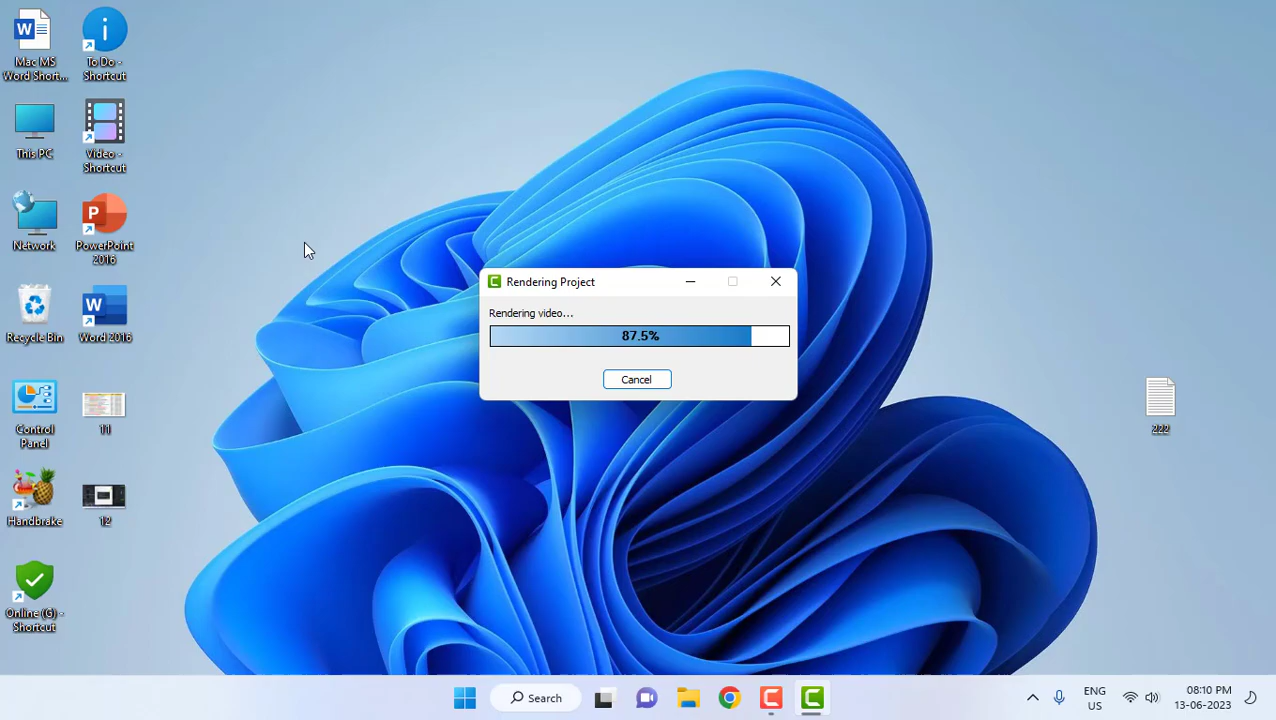 Mac MS
Word Short...
To Do -
Shortcut
This PC
Video -
Shortcut
Network
PowerPoint
2016
Recycle Bin
Word 2016
Control
Panel
11
Handbrake
12
Online (G) -
Shortcut
Rendering Project
Rendering video...
87.5%
Cancel
222
Search
ENG
US
08:10 PM
13-06-2023